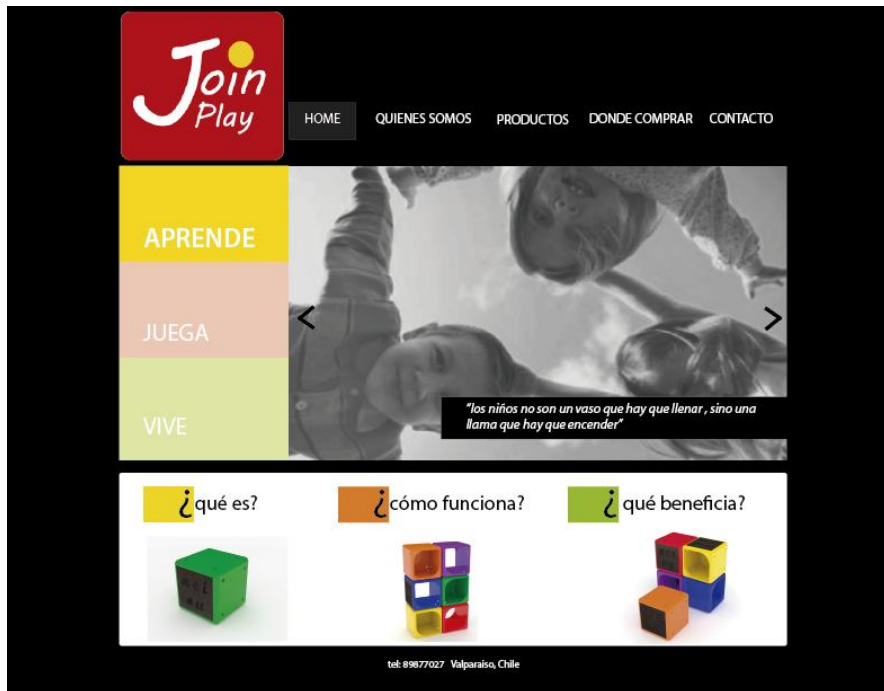 Join
Play
HOME QUIENES SOMOS PRODUCTOS DONDE COMPRAR CONTACTO
APRENDE
JUEGA
VIVE
"los niños no son un vaso que hay que llenar , sino una
llama que hay que encender"
¿ qué es? ¿ cómo funciona? ¿ qué beneficia?
tel: 89877027 Valparaiso, Chile